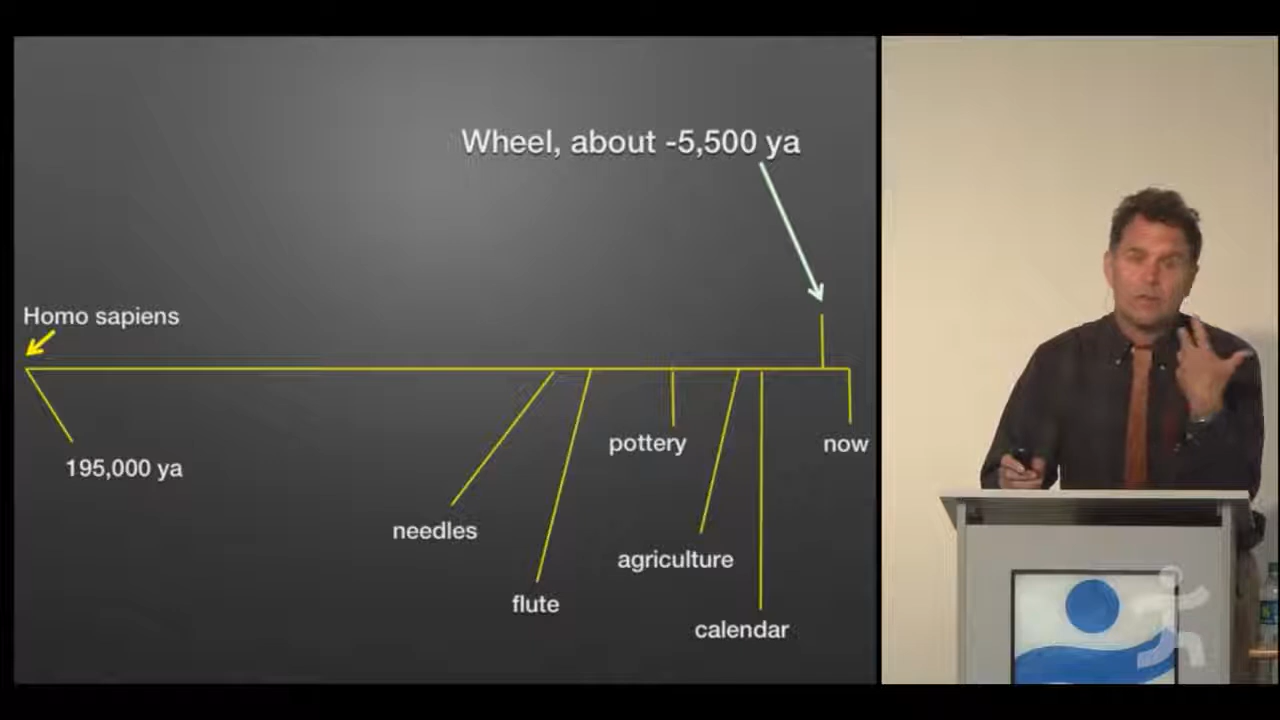 Wheel, about -5,500 ya
Homo sapiens
195,000 ya
needles
flute
pottery
agriculture
calendar
now